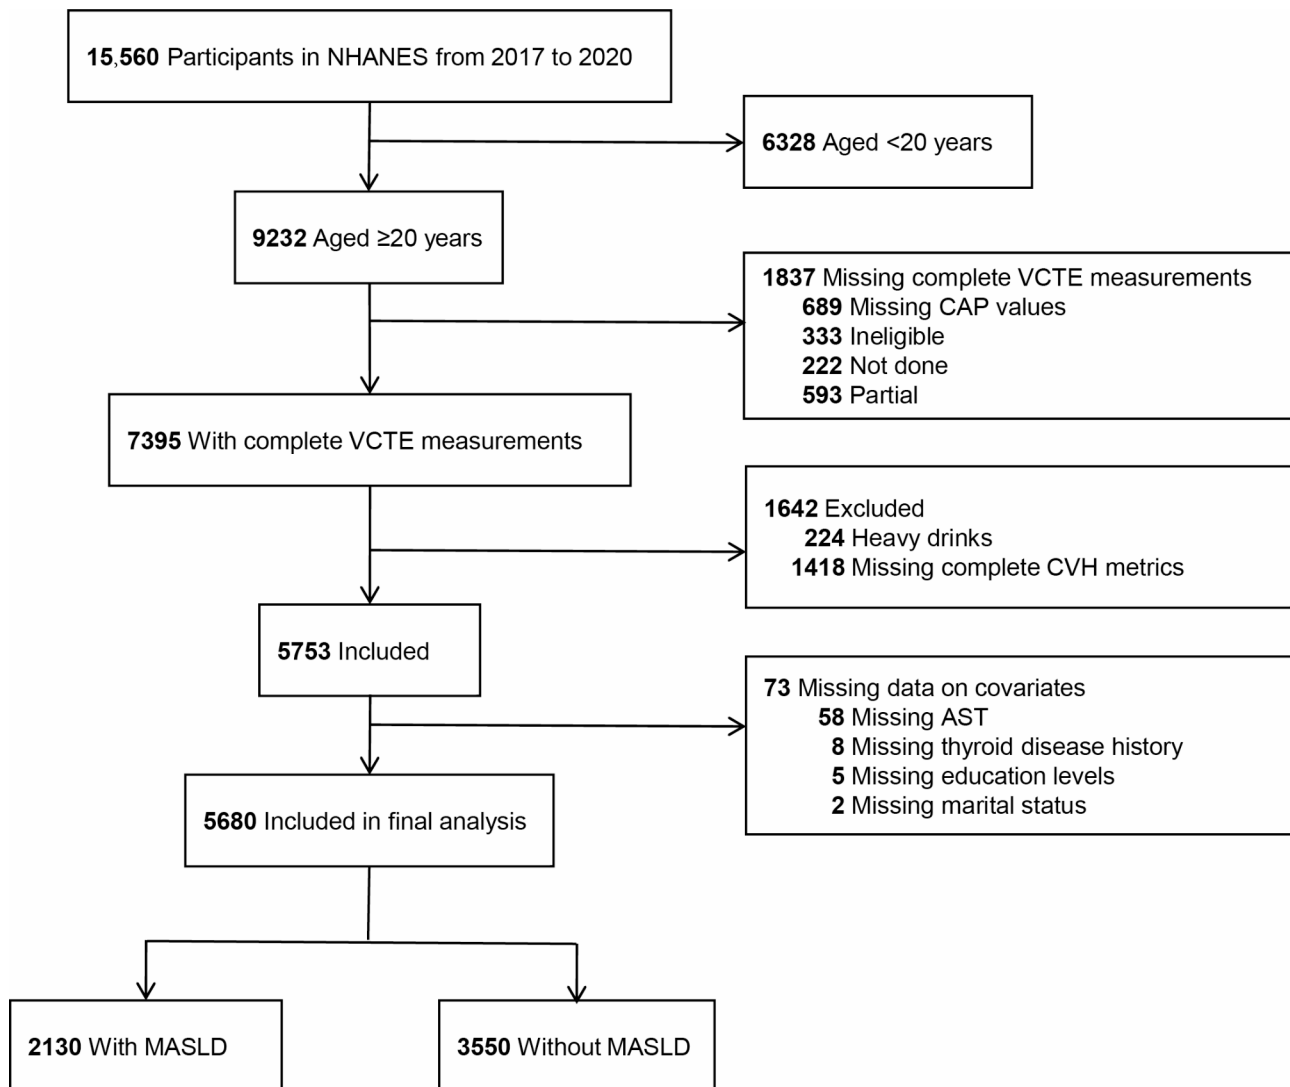 15,560 Participants in NHANES from 2017 to 2020
6328 Aged <20 years
9232 Aged ≥20 years
1837 Missing complete VCTE measurements
689 Missing CAP values
333 Ineligible
222 Not done
593 Partial
7395 With complete VCTE measurements
1642 Excluded
224 Heavy drinks
1418 Missing complete CVH metrics
5753 Included
73 Missing data on covariates
58 Missing AST
8 Missing thyroid disease history
5 Missing education levels
2 Missing marital status
5680 Included in final analysis
2130 With MASLD
3550 Without MASLD